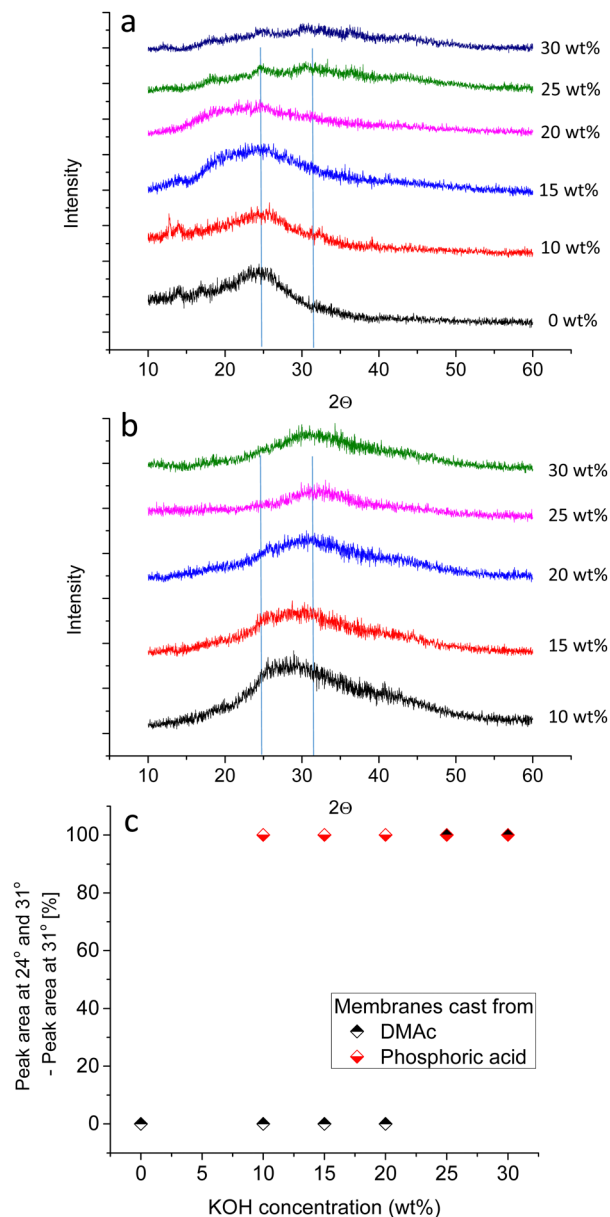 a
30 wt%
25 wt%
20 wt%
15 wt%
10 wt%
0 wt%
Intensity
10 20 30 40 50 60
2Θ
b
30 wt%
25 wt%
20 wt%
15 wt%
10 wt%
Intensity
10 20 30 40 50 60
2Θ
c
100
80
60
40
20
0
Peak area at 24° and 31°
- Peak area at 31° [%]
Membranes cast from
DMAc
Phosphoric acid
0 5 10 15 20 25 30
KOH concentration (wt%)